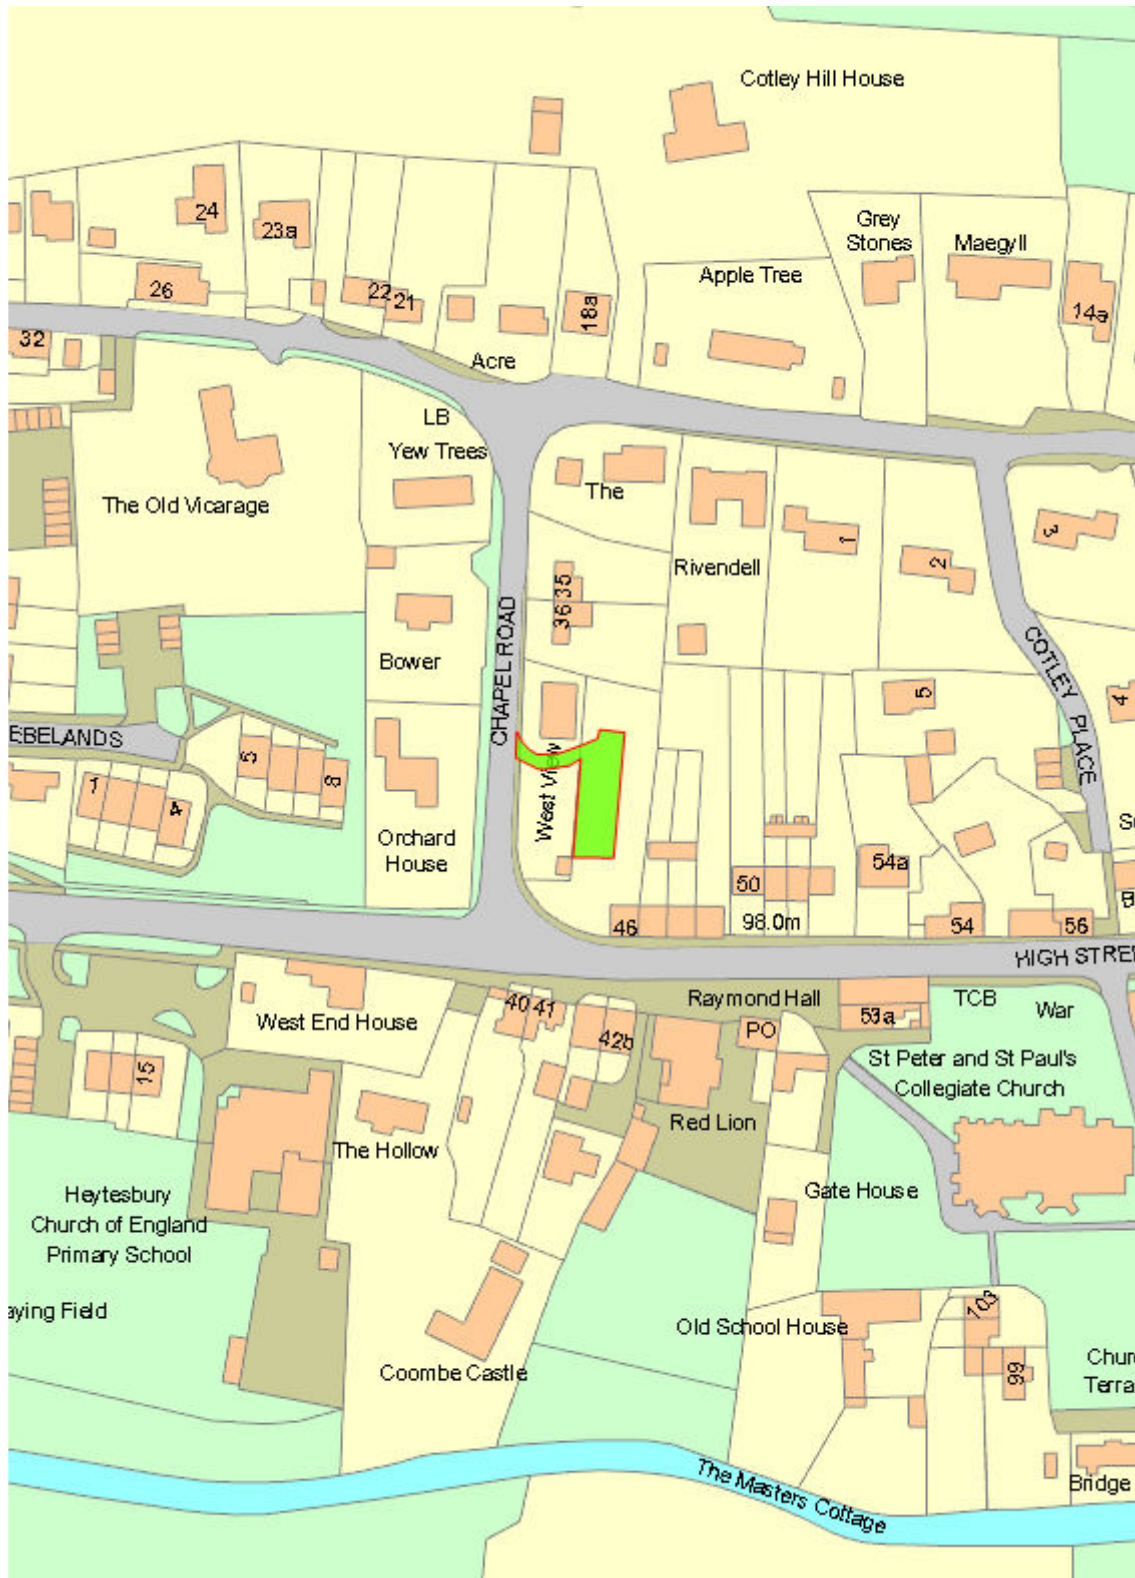 Cotley Hill House
24
23a
Grey
Stones
Maegyll
Apple Tree
26
22
21
18a
14a
32
Acre
LB
Yew Trees
The
The Old Vicarage
1
2
3
Rivendell
35
36
CHAPEL ROAD
COTLEY PLACE
Bower
5
4
EBELANDS
5
8
1
4
West View
Orchard
House
54a
50
46
98.0m
54
56
HIGH STREE
40
41
42b
Raymond Hall
PO
53a
TCB
War
West End House
15
St Peter and St Paul's
Collegiate Church
Red Lion
The Hollow
Gate House
Heytesbury
Church of England
Primary School
aying Field
Old School House
103
99
Coombe Castle
Chur
Terra
The Masters Cottage
Bridge